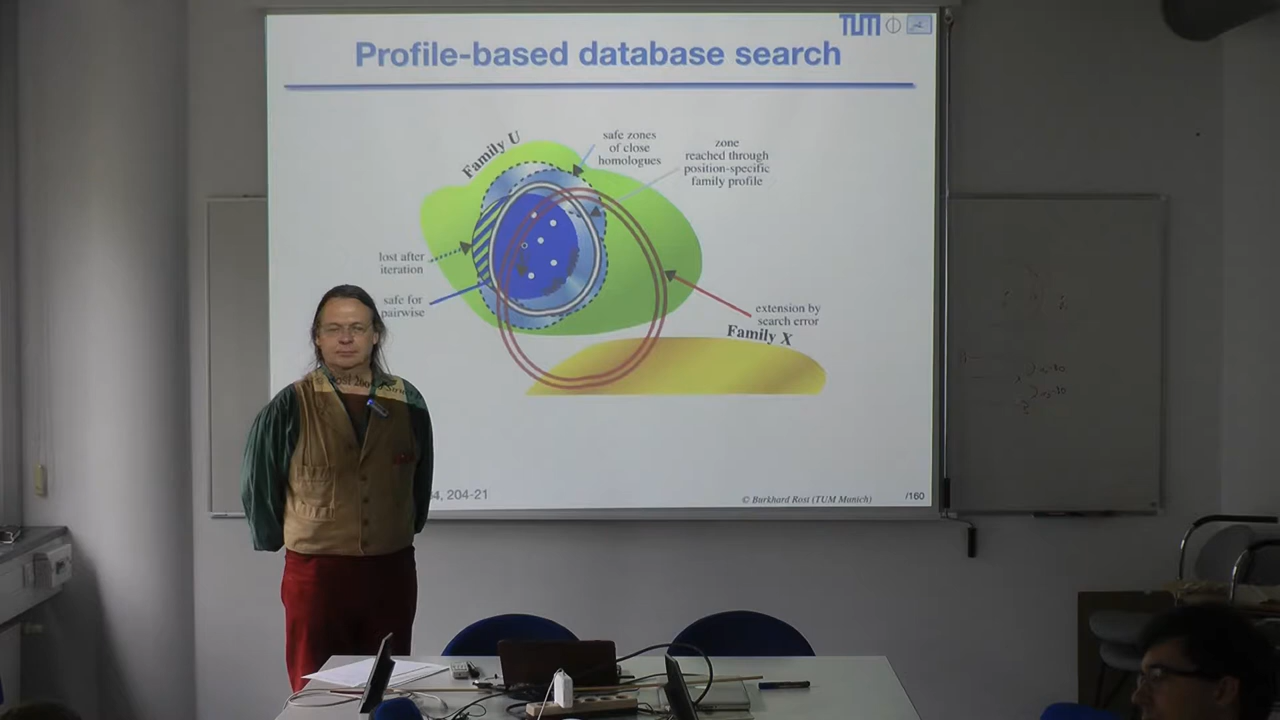 TUM
Profile-based database search
Family U
safe zones
of close
homologues
zone
reached through
position-specific
family profile
lost after
iteration
safe for
pairwise
extension by
search error
Family X
4, 204-21
© Burkhard Rost (TUM Munich)
/160